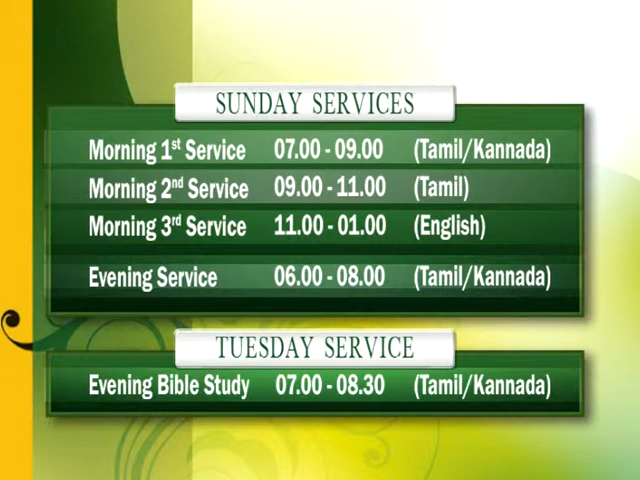 SUNDAY SERVICES
Morning 1st Service 07.00 - 09.00 (Tamil/Kannada)
Morning 2nd Service 09.00 - 11.00 (Tamil)
Morning 3rd Service 11.00 - 01.00 (English)
Evening Service 06.00 - 08.00 (Tamil/Kannada)
TUESDAY SERVICE
Evening Bible Study 07.00 - 08.30 (Tamil/Kannada)